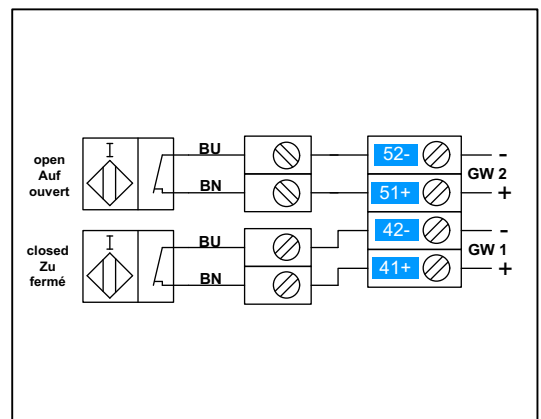 open
Auf
ouvert
BU
BN
52-
51+
-
GW 2
+
closed
Zu
fermé
BU
BN
42-
41+
-
GW 1
+